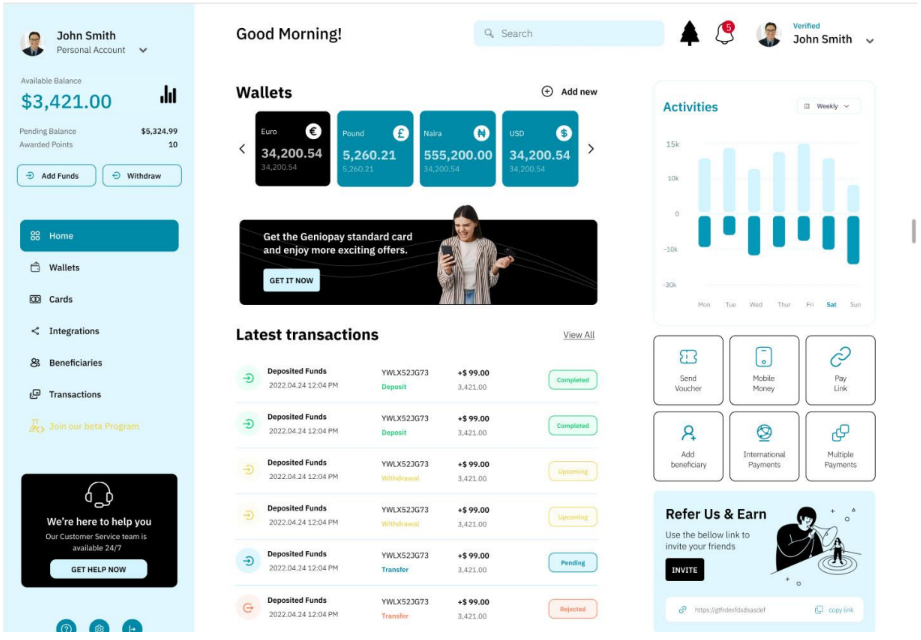 John Smith
Personal Account
Available Balance
$3,421.00
Pending Balance $5,324.99
Awarded Points 10
Add Funds
Withdraw
Home
Wallets
Cards
Integrations
Beneficiaries
Transactions
Join our beta Program
We're here to help you
Our Customer Service team is
available 24/7
GET HELP NOW
Good Morning!
Search
5
Verified
John Smith
Wallets
Add new
Euro €
34,200.54
34,200.54
Pound £
5,260.21
5,260.21
Naira ₦
555,200.00
34,200.54
USD $
34,200.54
34,200.54
Get the Geniopay standard card
and enjoy more exciting offers.
GET IT NOW
Latest transactions
View All
Deposited Funds YWLX52JG73 +$ 99.00 Completed
2022.04.24 12:04 PM Deposit 3,421.00
Deposited Funds YWLX52JG73 +$ 99.00 Completed
2022.04.24 12:04 PM Deposit 3,421.00
Deposited Funds YWLX52JG73 +$ 99.00 Upcoming
2022.04.24 12:04 PM Withdrawal 3,421.00
Deposited Funds YWLX52JG73 +$ 99.00 Upcoming
2022.04.24 12:04 PM Withdrawal 3,421.00
Deposited Funds YWLX52JG73 +$ 99.00 Pending
2022.04.24 12:04 PM Transfer 3,421.00
Deposited Funds YWLX52JG73 +$ 99.00 Rejected
2022.04.24 12:04 PM Transfer 3,421.00
Activities
Weekly
15k
10k
0
-10k
-30k
Mon Tue Wed Thur Fri Sat Sun
Send
Voucher
Mobile
Money
Pay
Link
Add
beneficiary
International
Payments
Multiple
Payments
Refer Us & Earn
Use the bellow link to
invite your friends
INVITE
copy link